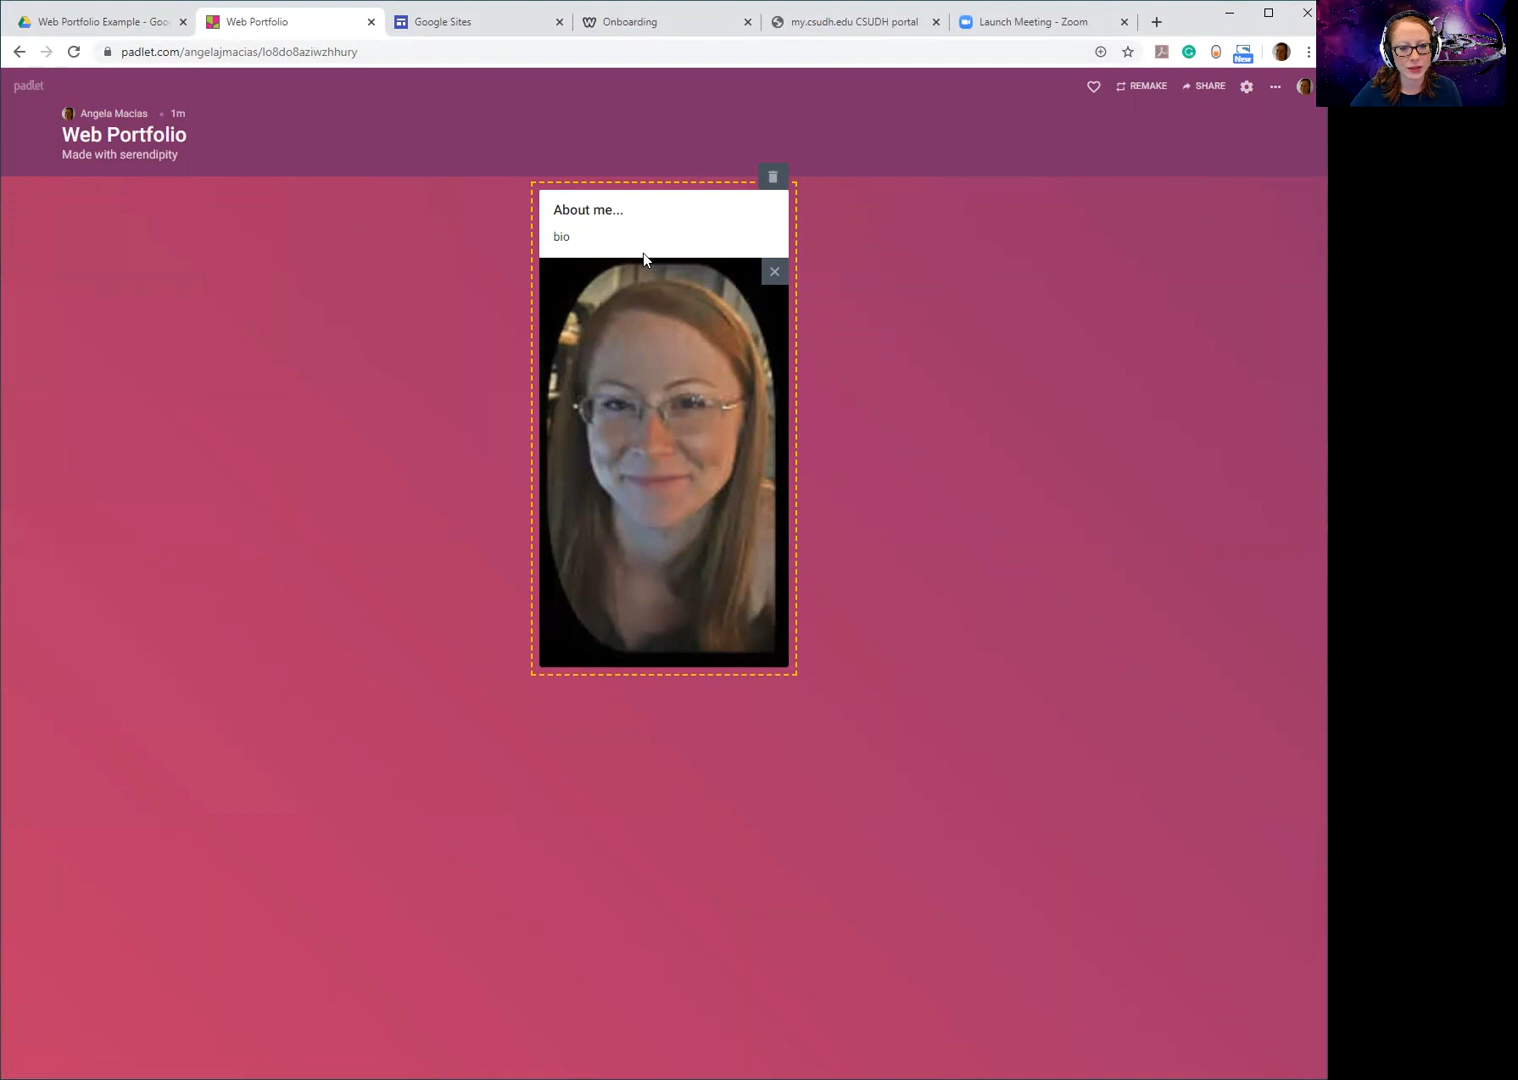 Web Portfolio Example - Goo
Web Portfolio
Google Sites
Onboarding
my.csudh.edu CSUDH portal
Launch Meeting - Zoom
padlet.com/angelajmacias/lo8do8aziwzhhury
New
padlet
REMAKE
SHARE
Angela Macias • 1m
Web Portfolio
Made with serendipity
About me...
bio